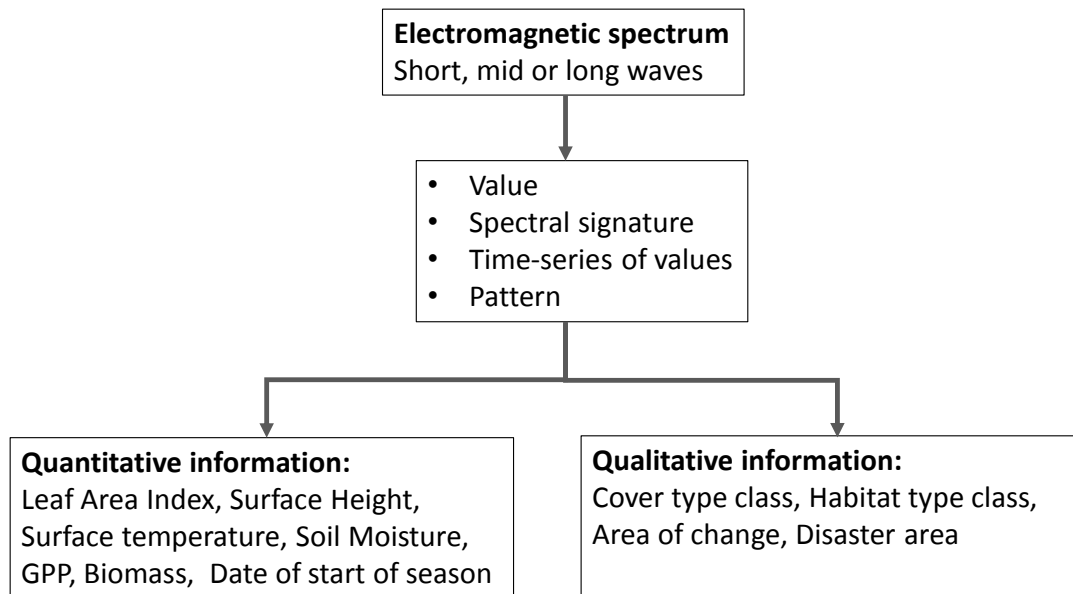 Electromagnetic spectrum
Short, mid or long waves
• Value
• Spectral signature
• Time-series of values
• Pattern
Quantitative information:
Leaf Area Index, Surface Height,
Surface temperature, Soil Moisture,
GPP, Biomass,  Date of start of season
Qualitative information:
Cover type class, Habitat type class,
Area of change, Disaster area